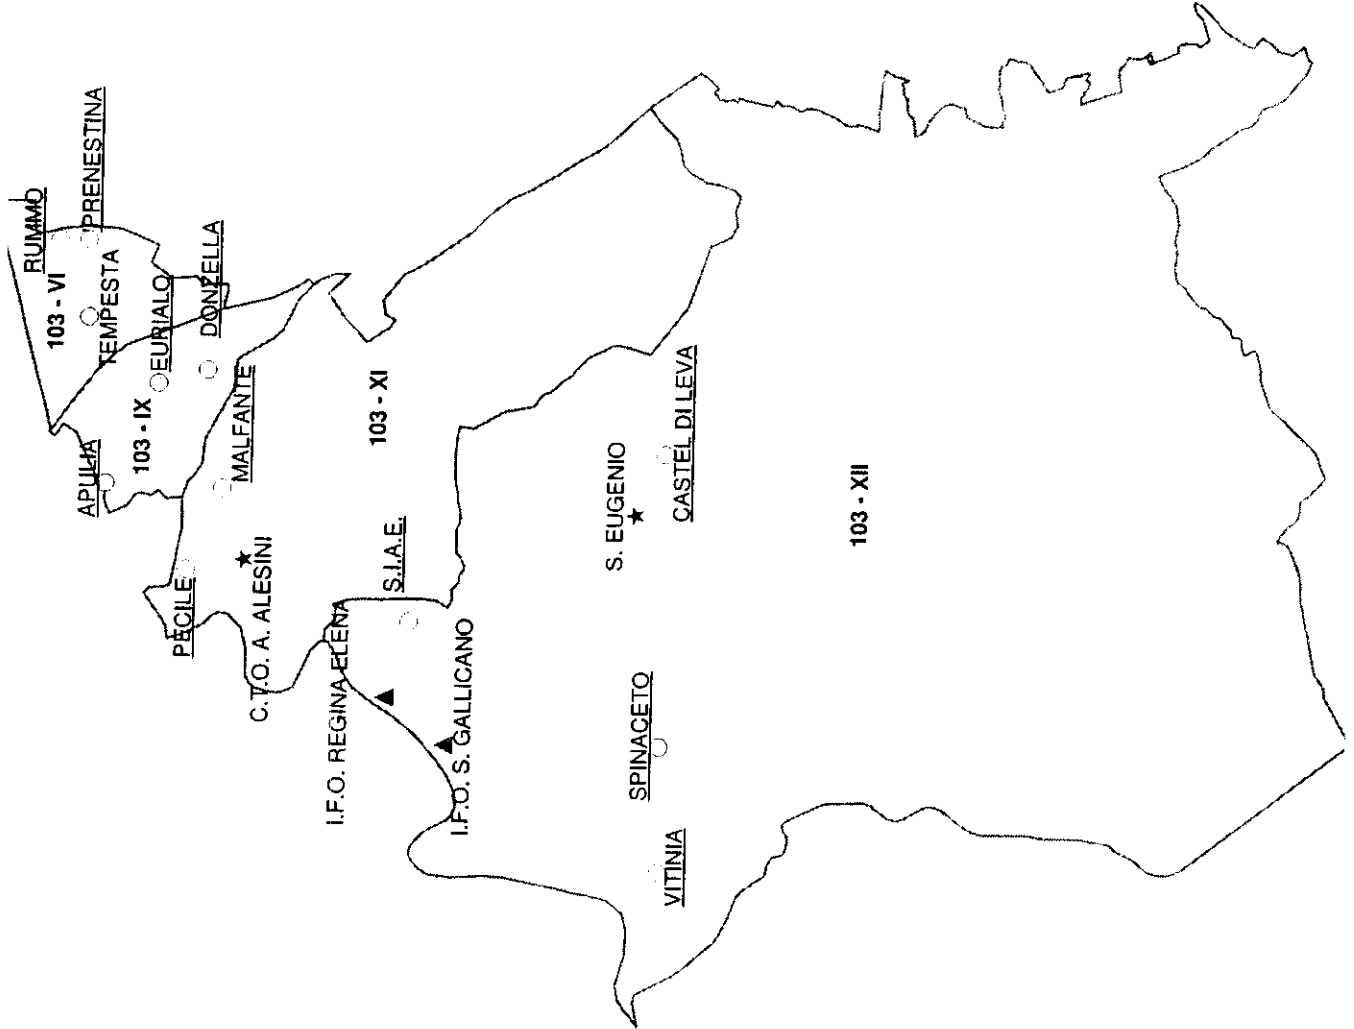 RUMMO
PRENESTINA
103 - VI
TEMPESTA
EURIALO
DONZELLA
APULIA
103 - IX
MALFANTE
103 - XI
PECILE
C.T.O. A. ALESINI
S.I.A.E.
I.F.O. REGINA ELENA
I.F.O. S. GALLICANO
S. EUGENIO
CASTEL DI LEVA
103 - XII
SPINACETO
VITINIA